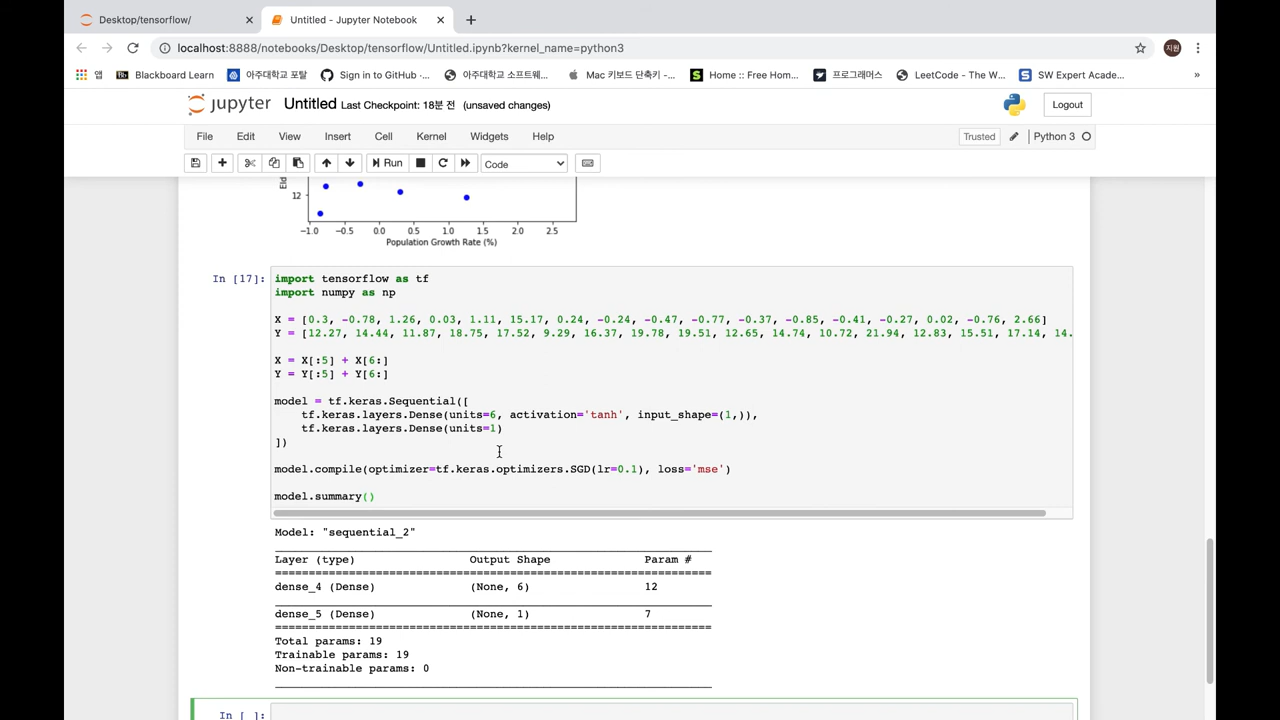 Desktop/tensorflow/
Untitled - Jupyter Notebook
localhost:8888/notebooks/Desktop/tensorflow/Untitled.ipynb?kernel_name=python3
지원
앱
Blackboard Learn
아주대학교 포탈
Sign in to GitHub ·...
아주대학교 소프트웨...
Mac 키보드 단축키 -...
Home :: Free Hom...
프로그래머스
LeetCode - The W...
SW Expert Acade...
»
jupyter Untitled Last Checkpoint: 18분 전 (unsaved changes)
Logout
File Edit View Insert Cell Kernel Widgets Help
Trusted
Python 3
Run
Code
12
-1.0 -0.5 0.0 0.5 1.0 1.5 2.0 2.5
Population Growth Rate (%)
In [17]:
import tensorflow as tf
import numpy as np
X = [0.3, -0.78, 1.26, 0.03, 1.11, 15.17, 0.24, -0.24, -0.47, -0.77, -0.37, -0.85, -0.41, -0.27, 0.02, -0.76, 2.66]
Y = [12.27, 14.44, 11.87, 18.75, 17.52, 9.29, 16.37, 19.78, 19.51, 12.65, 14.74, 10.72, 21.94, 12.83, 15.51, 17.14, 14.
X = X[:5] + X[6:]
Y = Y[:5] + Y[6:]
model = tf.keras.Sequential([
    tf.keras.layers.Dense(units=6, activation='tanh', input_shape=(1,)),
    tf.keras.layers.Dense(units=1)
])
model.compile(optimizer=tf.keras.optimizers.SGD(lr=0.1), loss='mse')
model.summary()
Model: "sequential_2"
Layer (type) Output Shape Param #
dense_4 (Dense) (None, 6) 12
dense_5 (Dense) (None, 1) 7
Total params: 19
Trainable params: 19
Non-trainable params: 0
In [ ]: